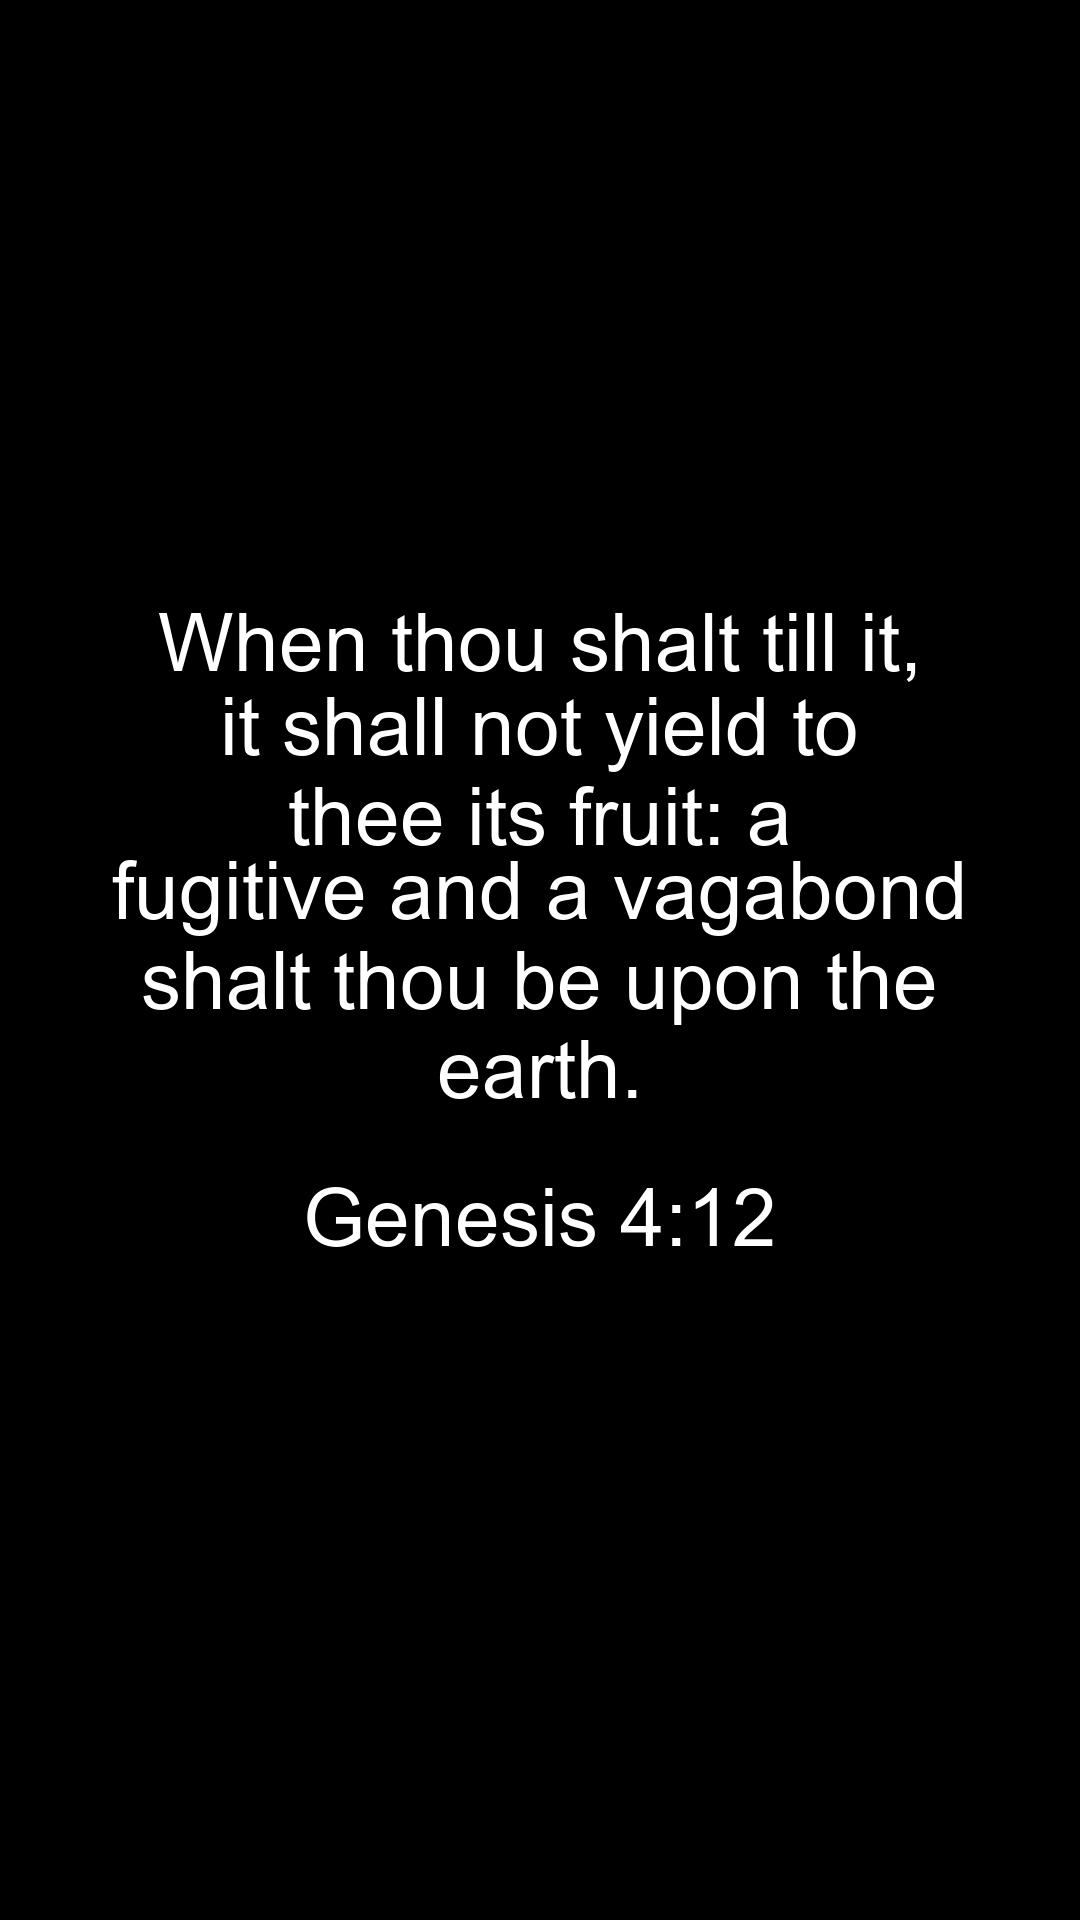 When thou shalt till it,
it shall not yield to
thee its fruit: a
fugitive and a vagabond
shalt thou be upon the
earth.
Genesis 4:12